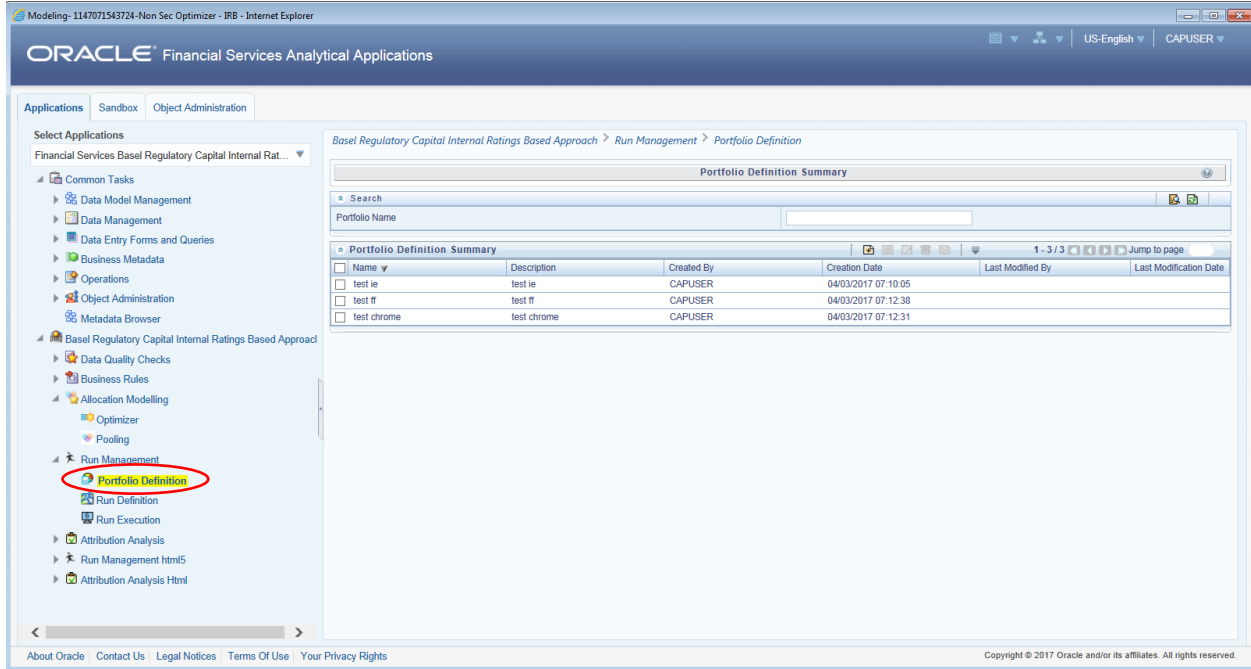 Modeling- 1147071543724-Non Sec Optimizer - IRB - Internet Explorer
ORACLE® Financial Services Analytical Applications
US-English
CAPUSER
Applications Sandbox Object Administration
Select Applications
Financial Services Basel Regulatory Capital Internal Rat...
Common Tasks
Data Model Management
Data Management
Data Entry Forms and Queries
Business Metadata
Operations
Object Administration
Metadata Browser
Basel Regulatory Capital Internal Ratings Based Approacl
Data Quality Checks
Business Rules
Allocation Modelling
Optimizer
Pooling
Run Management
Portfolio Definition
Run Definition
Run Execution
Attribution Analysis
Run Management html5
Attribution Analysis Html
Basel Regulatory Capital Internal Ratings Based Approach > Run Management > Portfolio Definition
Portfolio Definition Summary
Search
Portfolio Name
Portfolio Definition Summary 1 - 3 / 3 Jump to page
Name Description Created By Creation Date Last Modified By Last Modification Date
test ie test ie CAPUSER 04/03/2017 07:10:05
test ff test ff CAPUSER 04/03/2017 07:12:38
test chrome test chrome CAPUSER 04/03/2017 07:12:31
About Oracle Contact Us Legal Notices Terms Of Use Your Privacy Rights
Copyright © 2017 Oracle and/or its affiliates. All rights reserved.